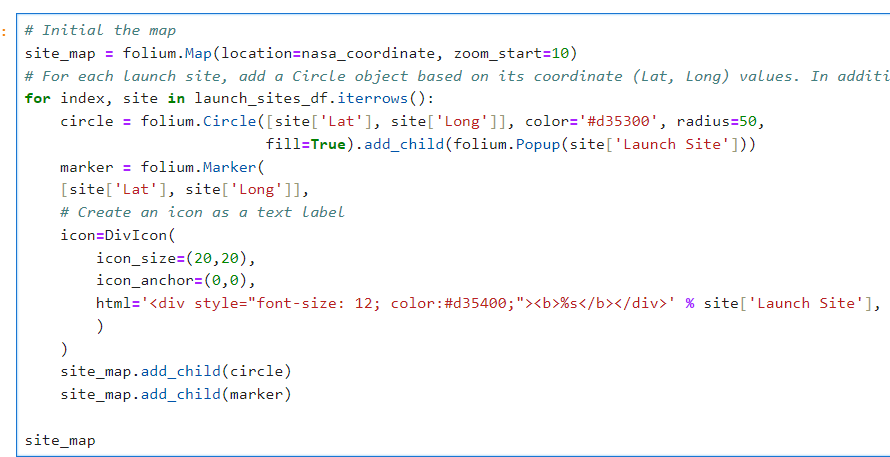 :
# Initial the map
site_map = folium.Map(location=nasa_coordinate, zoom_start=10)
# For each launch site, add a Circle object based on its coordinate (Lat, Long) values. In
for index, site in launch_sites_df.iterrows():
    circle = folium.Circle([site['Lat'], site['Long']], color='#d35300', radius=50,
                           fill=True).add_child(folium.Popup(site['Launch Site']))
    marker = folium.Marker(
    [site['Lat'], site['Long']],
    # Create an icon as a text label
    icon=DivIcon(
        icon_size=(20,20),
        icon_anchor=(0,0),
        html='<div style="font-size: 12; color:#d35400;"><b>%s</b></div>' % site['Launch Site'],
        )
    )
    site_map.add_child(circle)
    site_map.add_child(marker)

site_map